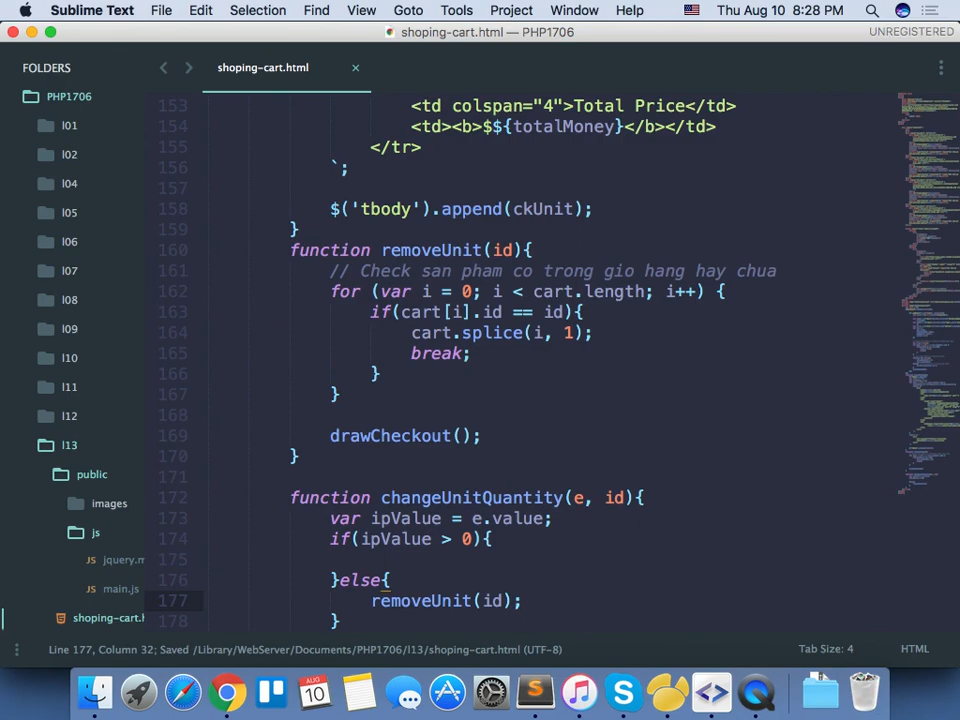 Sublime Text File Edit Selection Find View Goto Tools Project Window Help Thu Aug 10 8:28 PM
shoping-cart.html — PHP1706 UNREGISTERED
FOLDERS
PHP1706
l01
l02
l04
l05
l06
l07
l08
l09
l10
l11
l12
l13
public
images
js
JS jquery.m
JS main.js
shoping-cart.h
shoping-cart.html ×
153 <td colspan="4">Total Price</td>
154 <td><b>$${totalMoney}</b></td>
155 </tr>
156 `;
157
158 $('tbody').append(ckUnit);
159 }
160 function removeUnit(id){
161 // Check san pham co trong gio hang hay chua
162 for (var i = 0; i < cart.length; i++) {
163 if(cart[i].id == id){
164 cart.splice(i, 1);
165 break;
166 }
167 }
168
169 drawCheckout();
170 }
171
172 function changeUnitQuantity(e, id){
173 var ipValue = e.value;
174 if(ipValue > 0){
175
176 }else{
177 removeUnit(id);
178 }
Line 177, Column 32; Saved /Library/WebServer/Documents/PHP1706/l13/shoping-cart.html (UTF-8) Tab Size: 4 HTML
AUG
10